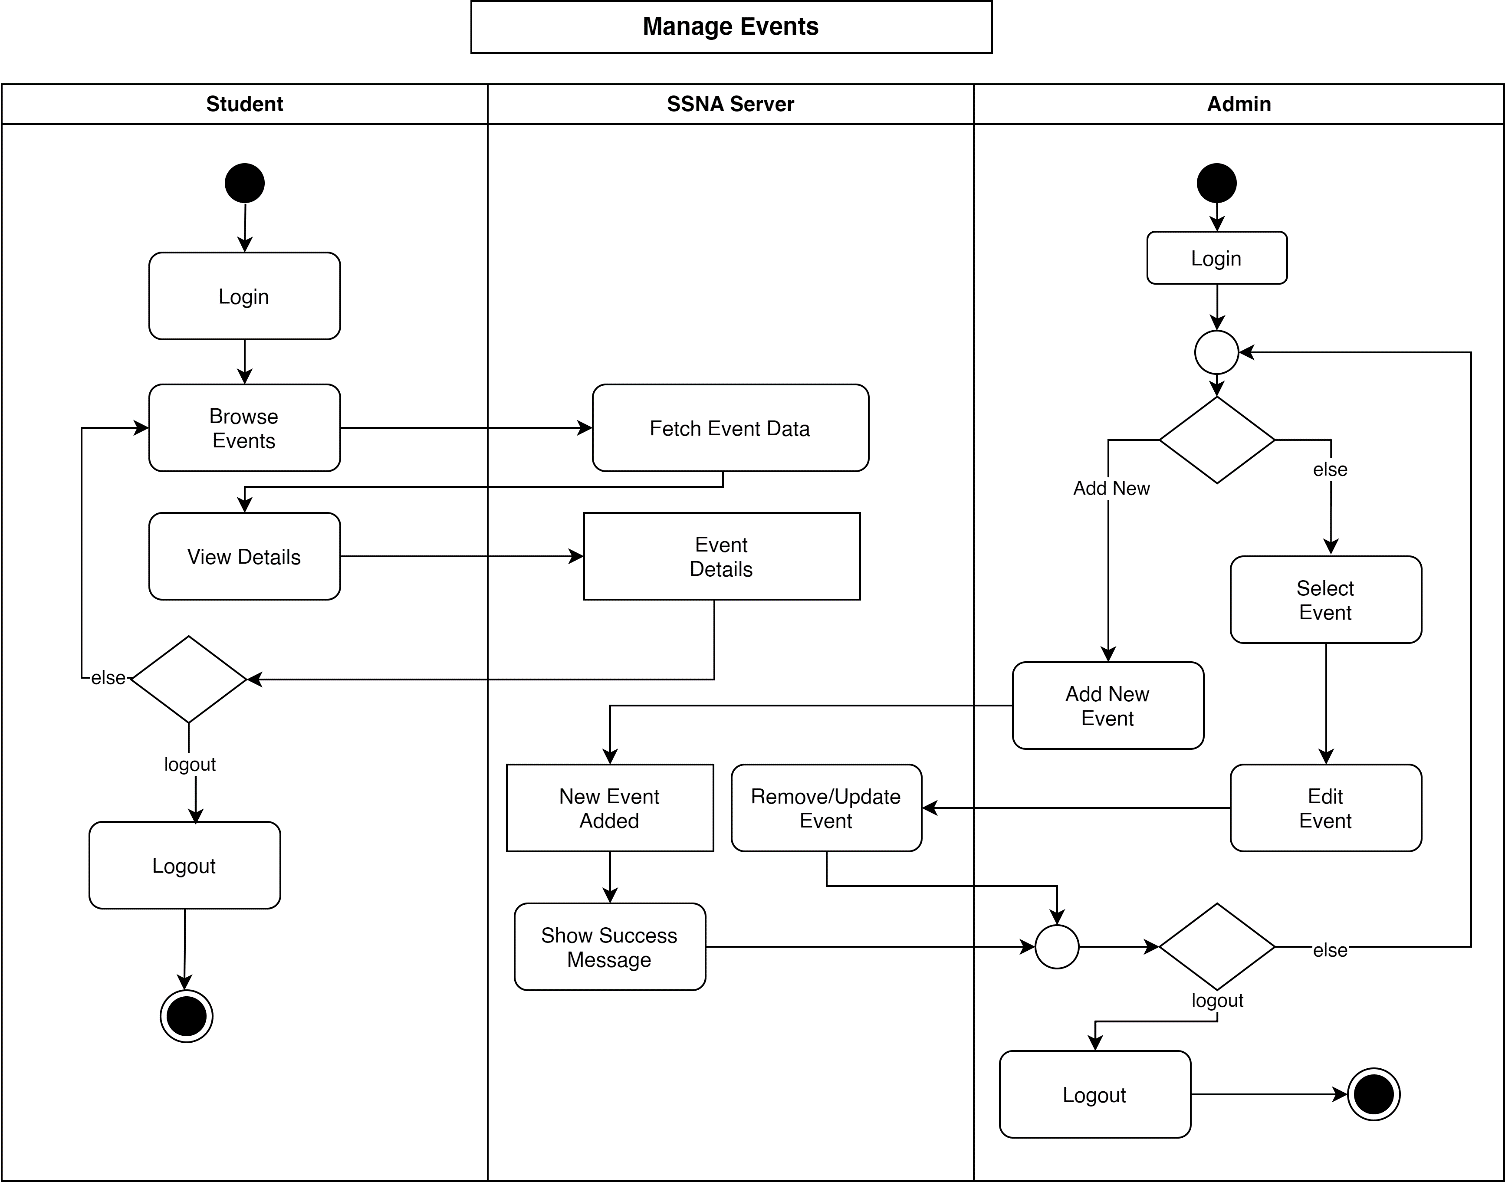 Manage Events
Student
SSNA Server
Admin
Login
Login
Browse
Events
Fetch Event Data
else
Add New
View Details
Event
Details
Select
Event
else
Add New
Event
logout
New Event
Added
Remove/Update
Event
Edit
Event
Logout
Show Success
Message
else
logout
Logout